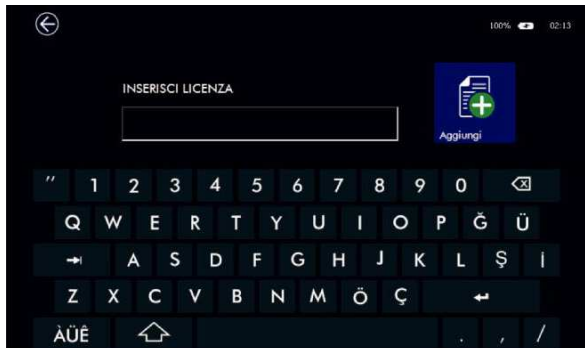 100% 02:13
INSERISCI LICENZA
Aggiungi
" 1 2 3 4 5 6 7 8 9 0
Q W E R T Y U I O P Ğ Ü
A S D F G H J K L Ş İ
Z X C V B N M Ö Ç
ÀÜÊ . , /